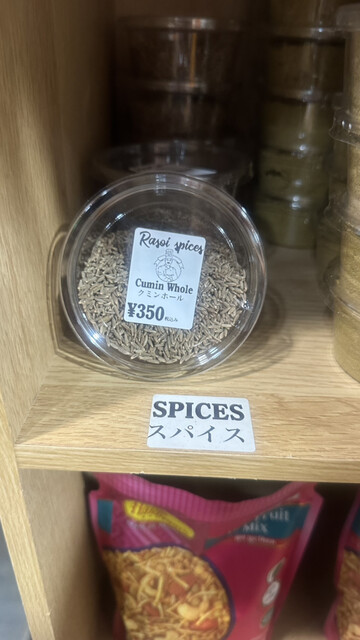 Rasoi spices
Cumin Whole
クミンホール
¥350税込み
SPICES
スパイス